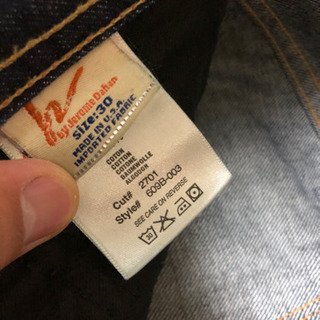 by Jerome Dahan
size:30
MADE IN U.S.A.
IMPORTED FABRIC
COTON
COTTON
COTONE
BAUMWOLLE
ALGODON
Cut# 2701
Style# 609B-003
SEE CARE ON REVERSE
30